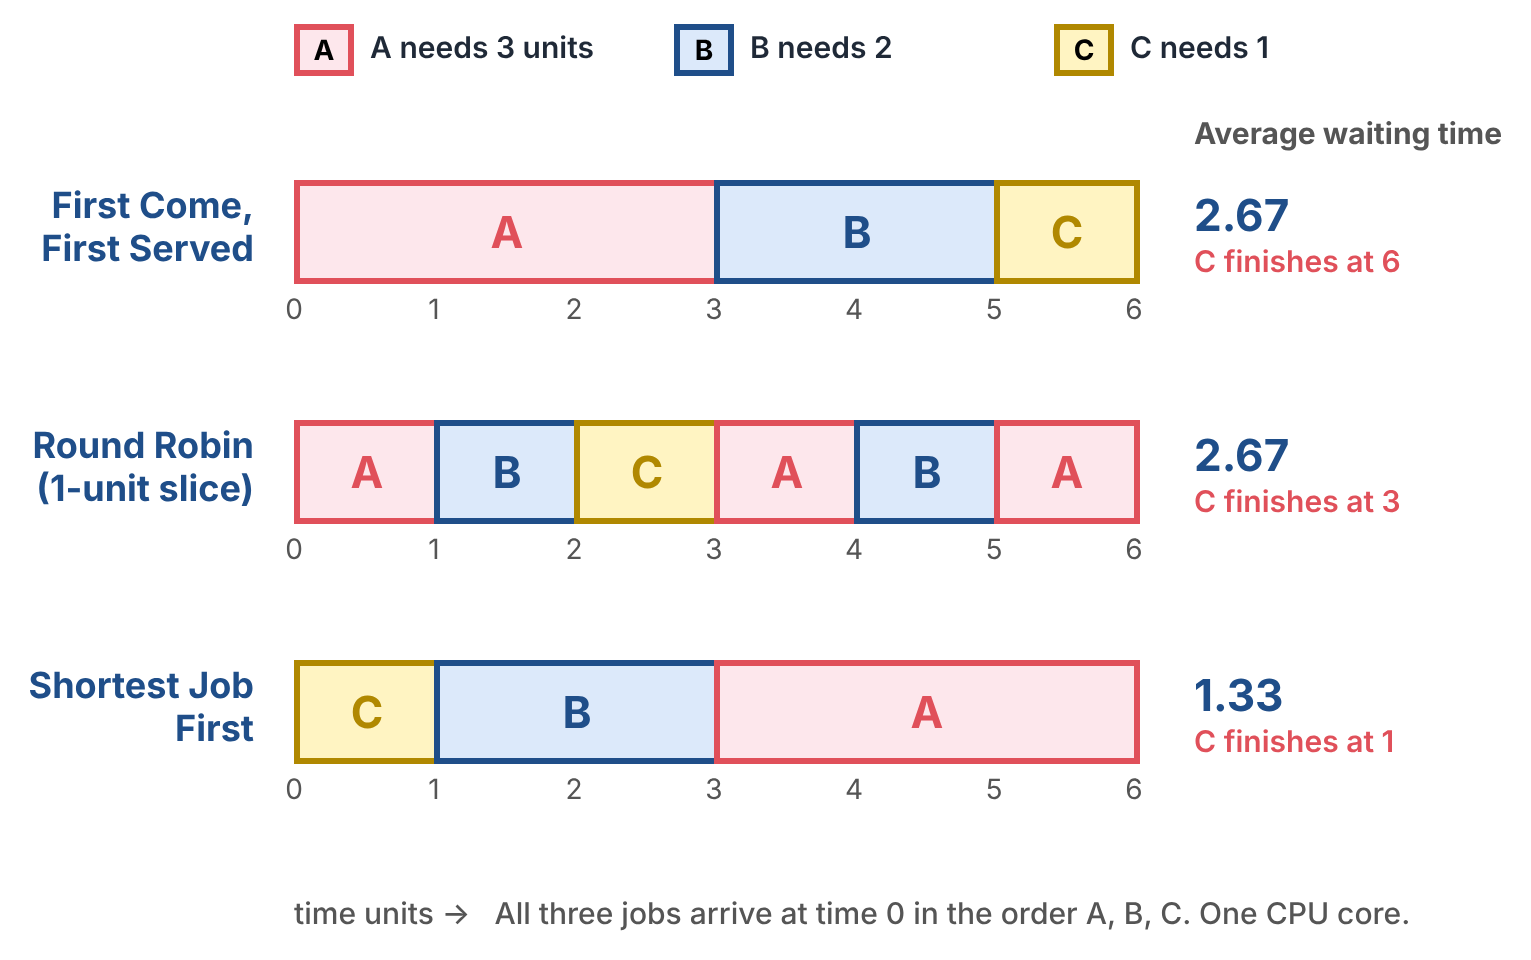 A A needs 3 units B B needs 2 C C needs 1
Average waiting time
First Come,
First Served
A B C
2.67
C finishes at 6
0 1 2 3 4 5 6
Round Robin
(1-unit slice)
A B C A B A
2.67
C finishes at 3
0 1 2 3 4 5 6
Shortest Job
First
C B A
1.33
C finishes at 1
0 1 2 3 4 5 6
time units → All three jobs arrive at time 0 in the order A, B, C. One CPU core.